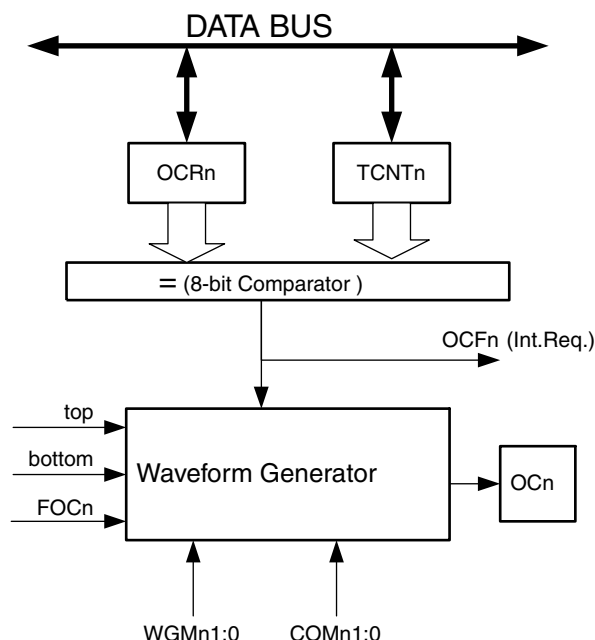 DATA BUS
OCRn
TCNTn
= (8-bit Comparator )
OCFn (Int.Req.)
top
bottom
FOCn
Waveform Generator
OCn
WGMn1:0
COMn1:0